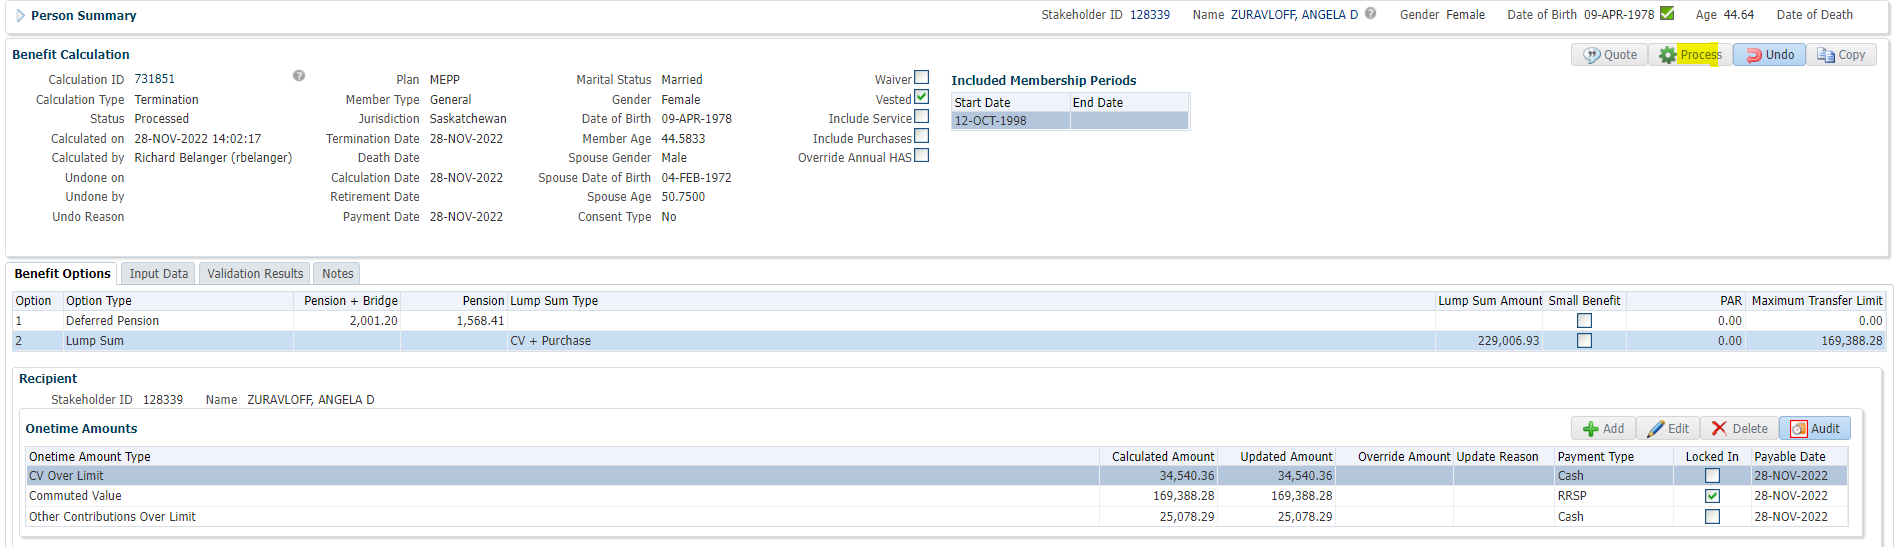 Person Summary Stakeholder ID 128339 Name ZURAVLOFF, ANGELA D Gender Female Date of Birth 09-APR-1978 Age 44.64 Date of Death
Benefit Calculation Quote Process Undo Copy
Calculation ID 731851 Plan MEPP Marital Status Married Waiver Included Membership Periods
Calculation Type Termination Member Type General Gender Female Vested Start Date End Date
Status Processed Jurisdiction Saskatchewan Date of Birth 09-APR-1978 Include Service 12-OCT-1998
Calculated on 28-NOV-2022 14:02:17 Termination Date 28-NOV-2022 Member Age 44.5833 Include Purchases
Calculated by Richard Belanger (rbelanger) Death Date Spouse Gender Male Override Annual HAS
Undone on Calculation Date 28-NOV-2022 Spouse Date of Birth 04-FEB-1972
Undone by Retirement Date Spouse Age 50.7500
Undo Reason Payment Date 28-NOV-2022 Consent Type No
Benefit Options Input Data Validation Results Notes
Option Option Type Pension + Bridge Pension Lump Sum Type Lump Sum Amount Small Benefit PAR Maximum Transfer Limit
1 Deferred Pension 2,001.20 1,568.41 0.00 0.00
2 Lump Sum CV + Purchase 229,006.93 0.00 169,388.28
Recipient
Stakeholder ID 128339 Name ZURAVLOFF, ANGELA D
Onetime Amounts Add Edit Delete Audit
Onetime Amount Type Calculated Amount Updated Amount Override Amount Update Reason Payment Type Locked In Payable Date
CV Over Limit 34,540.36 34,540.36 Cash 28-NOV-2022
Commuted Value 169,388.28 169,388.28 RRSP 28-NOV-2022
Other Contributions Over Limit 25,078.29 25,078.29 Cash 28-NOV-2022